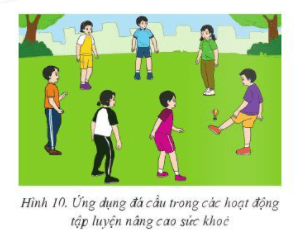 Hình 10. Ứng dụng đá cầu trong các hoạt động
tập luyện nâng cao sức khoẻ